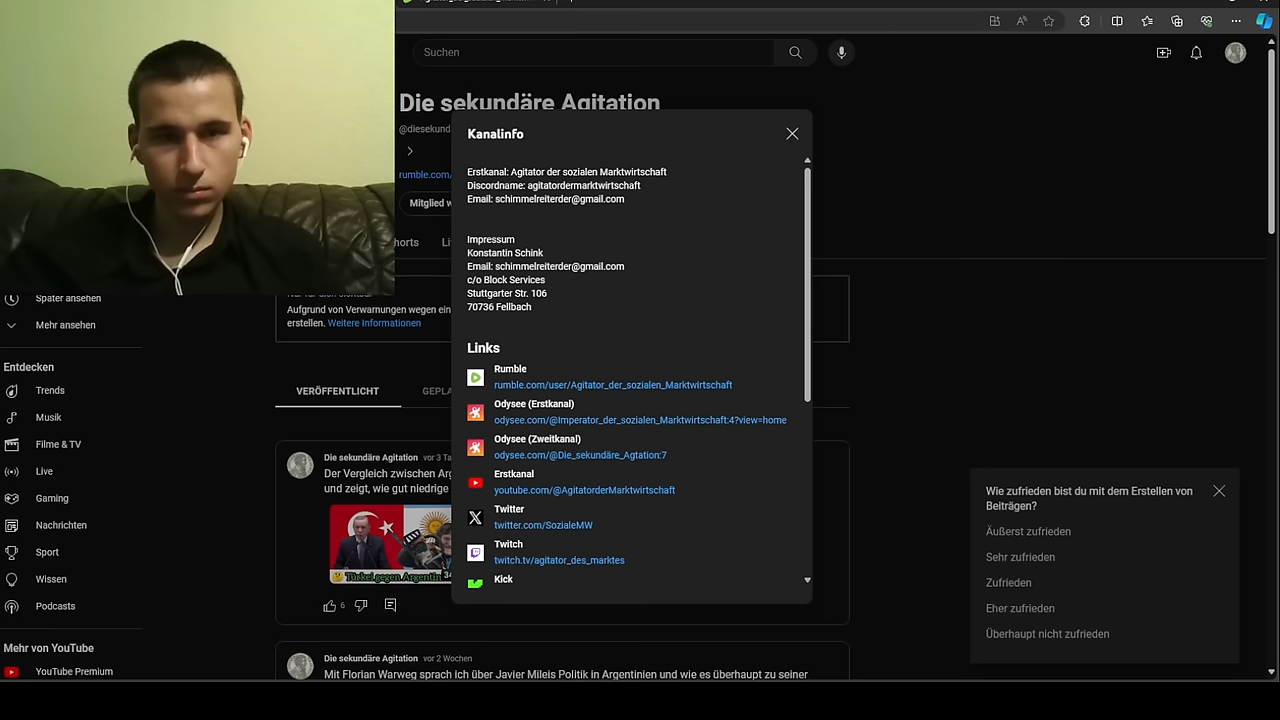 Suchen
Die sekundäre Agitation
@diesekund
rumble.com/
Mitglied w
horts
Kanalinfo
Erstkanal: Agitator der sozialen Marktwirtschaft
Discordname: agitatordermarktwirtschaft
Email: schimmelreiterder@gmail.com
Impressum
Konstantin Schink
Email: schimmelreiterder@gmail.com
c/o Block Services
Stuttgarter Str. 106
70736 Fellbach
Links
Rumble
rumble.com/user/Agitator_der_sozialen_Marktwirtschaft
Odysee (Erstkanal)
odysee.com/@Imperator_der_sozialen_Marktwirtschaft:4?view=home
Odysee (Zweitkanal)
odysee.com/@Die_sekundäre_Agtation:7
Erstkanal
youtube.com/@AgitatorderMarktwirtschaft
Twitter
twitter.com/SozialeMW
Twitch
twitch.tv/agitator_des_marktes
Kick
Später ansehen
Mehr ansehen
Entdecken
Trends
Musik
Filme & TV
Live
Gaming
Nachrichten
Sport
Wissen
Podcasts
Mehr von YouTube
YouTube Premium
Aufgrund von Verwarnungen wegen ein
erstellen. Weitere Informationen
VERÖFFENTLICHT
GEPLA
Die sekundäre Agitation vor 3 Ta
Der Vergleich zwischen Arg
und zeigt, wie gut niedrige
Türkei gegen Argentin
6
Die sekundäre Agitation vor 2 Wochen
Mit Florian Warweg sprach ich über Javier Mileis Politik in Argentinien und wie es überhaupt zu seiner
Wie zufrieden bist du mit dem Erstellen von
Beiträgen?
Äußerst zufrieden
Sehr zufrieden
Zufrieden
Eher zufrieden
Überhaupt nicht zufrieden